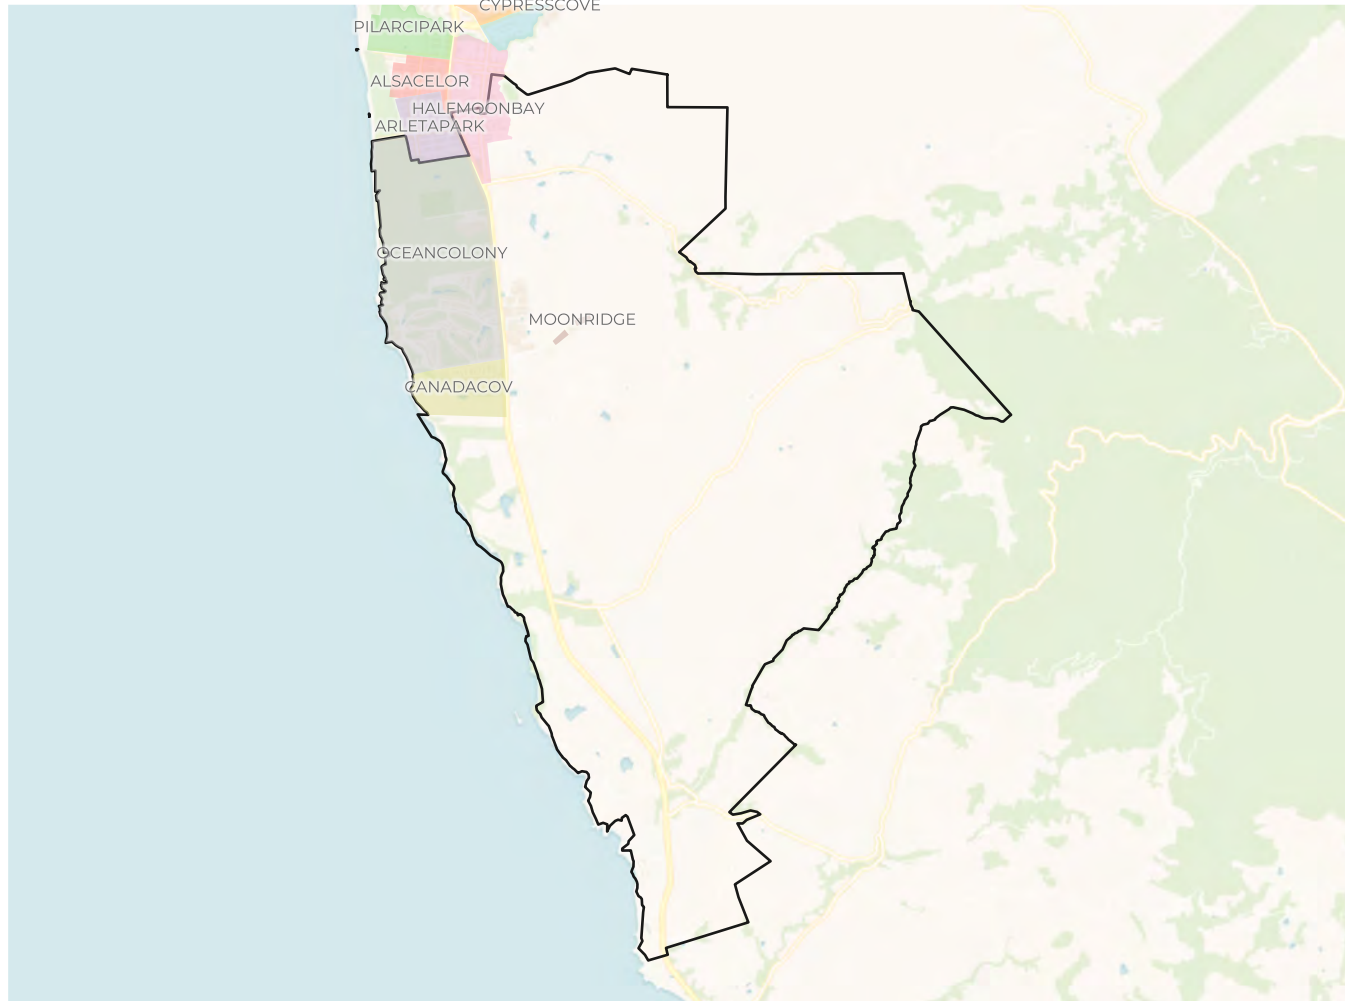 CYPRESSCOVE
PILARCIPARK
ALSACELOR
HALFMOONBAY
ARLETAPARK
OCEANCOLONY
MOONRIDGE
CANADACOV